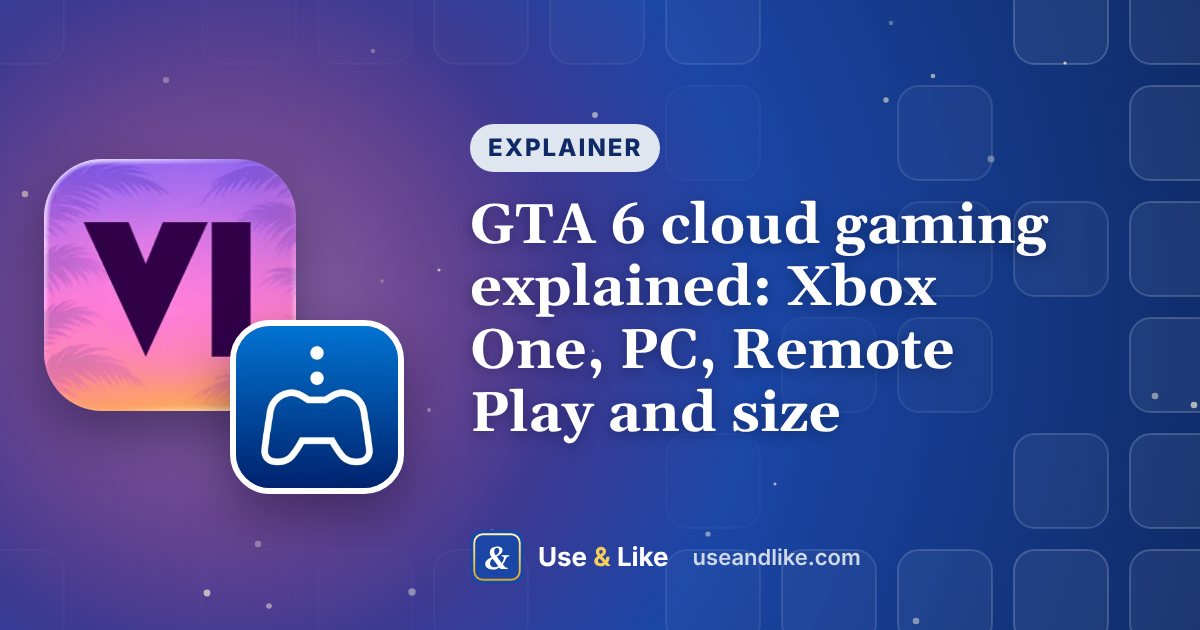 VI
EXPLAINER
GTA 6 cloud gaming
explained: Xbox
One, PC, Remote
Play and size
& Use & Like useandlike.com